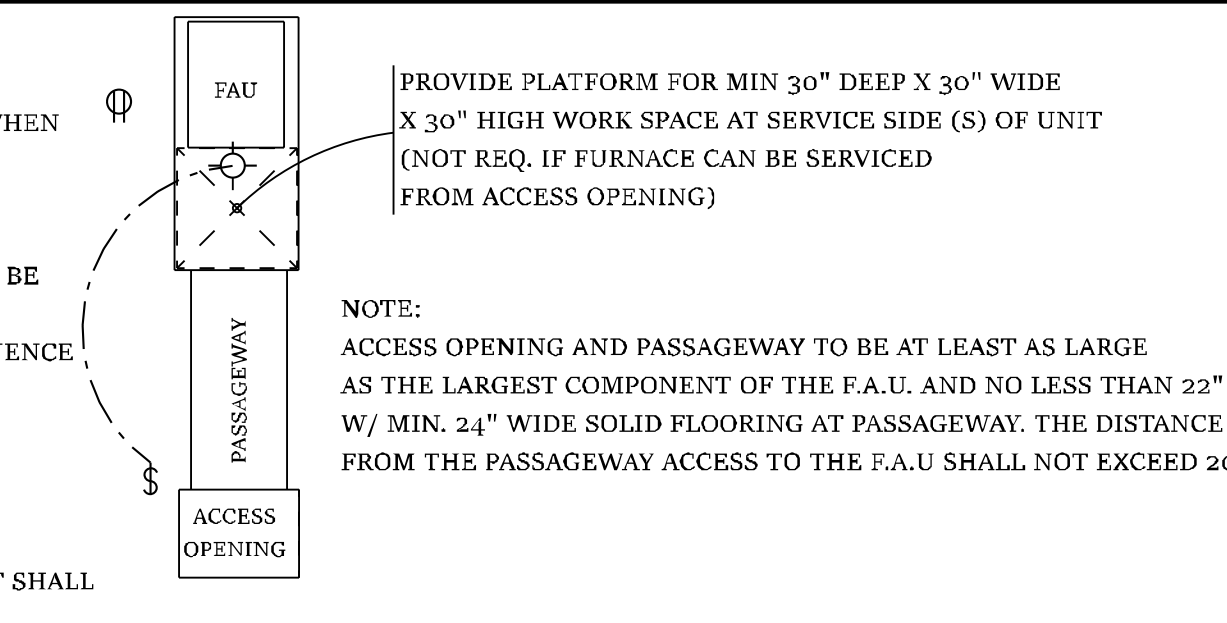 FAU
PROVIDE PLATFORM FOR MIN 30" DEEP X 30" WIDE
X 30" HIGH WORK SPACE AT SERVICE SIDE (S) OF UNIT
(NOT REQ. IF FURNACE CAN BE SERVICED
FROM ACCESS OPENING)
BE
NOTE:
ACCESS OPENING AND PASSAGEWAY TO BE AT LEAST AS LARGE
AS THE LARGEST COMPONENT OF THE F.A.U. AND NO LESS THAN 22"
W/ MIN. 24" WIDE SOLID FLOORING AT PASSAGEWAY. THE DISTANCE
FROM THE PASSAGEWAY ACCESS TO THE F.A.U SHALL NOT EXCEED
PASSAGEWAY
$
ACCESS
OPENING
SHALL